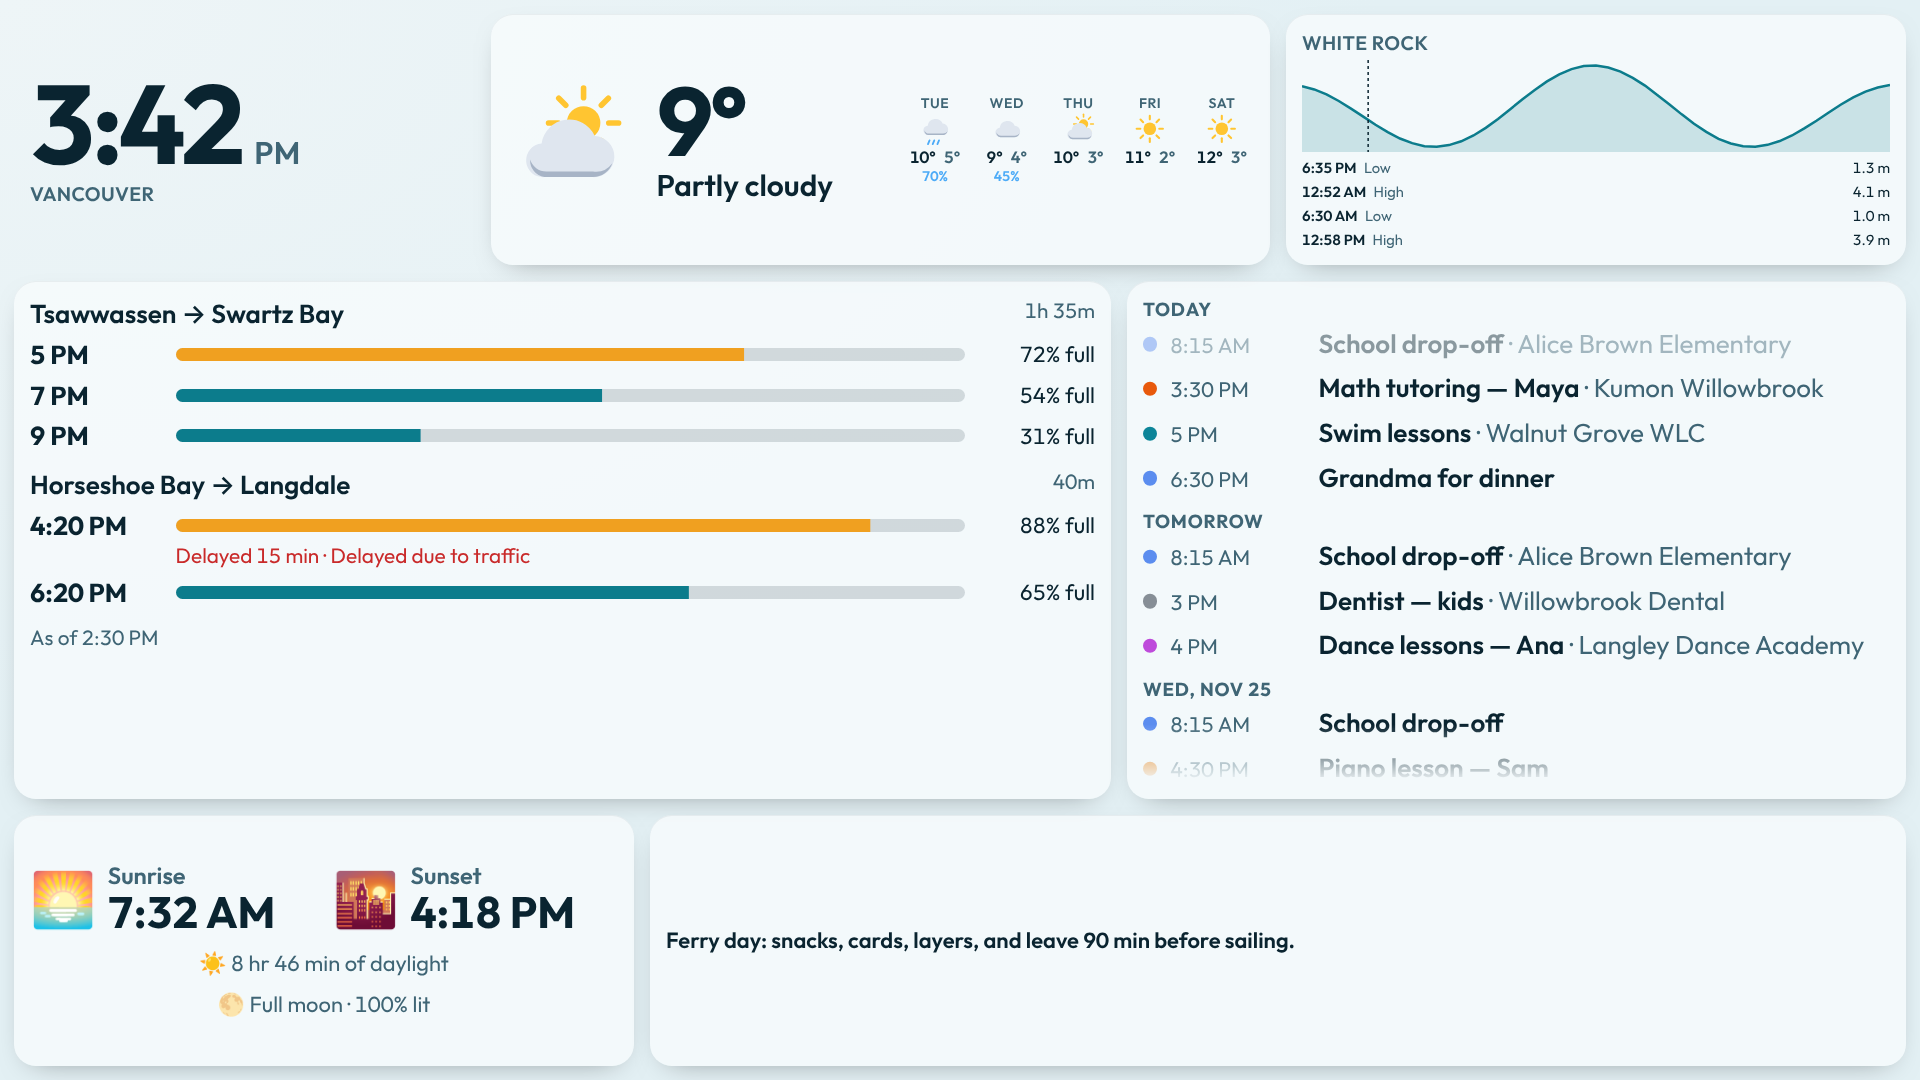 3:42 PM
VANCOUVER
9°
Partly cloudy
TUE WED THU FRI SAT
10° 5° 9° 4° 10° 3° 11° 2° 12° 3°
70% 45%
WHITE ROCK
6:35 PM Low 1.3 m
12:52 AM High 4.1 m
6:30 AM Low 1.0 m
12:58 PM High 3.9 m
Tsawwassen → Swartz Bay 1h 35m
5 PM 72% full
7 PM 54% full
9 PM 31% full
Horseshoe Bay → Langdale 40m
4:20 PM 88% full
Delayed 15 min · Delayed due to traffic
6:20 PM 65% full
As of 2:30 PM
TODAY
8:15 AM School drop-off · Alice Brown Elementary
3:30 PM Math tutoring — Maya · Kumon Willowbrook
5 PM Swim lessons · Walnut Grove WLC
6:30 PM Grandma for dinner
TOMORROW
8:15 AM School drop-off · Alice Brown Elementary
3 PM Dentist — kids · Willowbrook Dental
4 PM Dance lessons — Ana · Langley Dance Academy
WED, NOV 25
8:15 AM School drop-off
4:30 PM Piano lesson — Sam
Sunrise
7:32 AM
Sunset
4:18 PM
8 hr 46 min of daylight
Full moon · 100% lit
Ferry day: snacks, cards, layers, and leave 90 min before sailing.